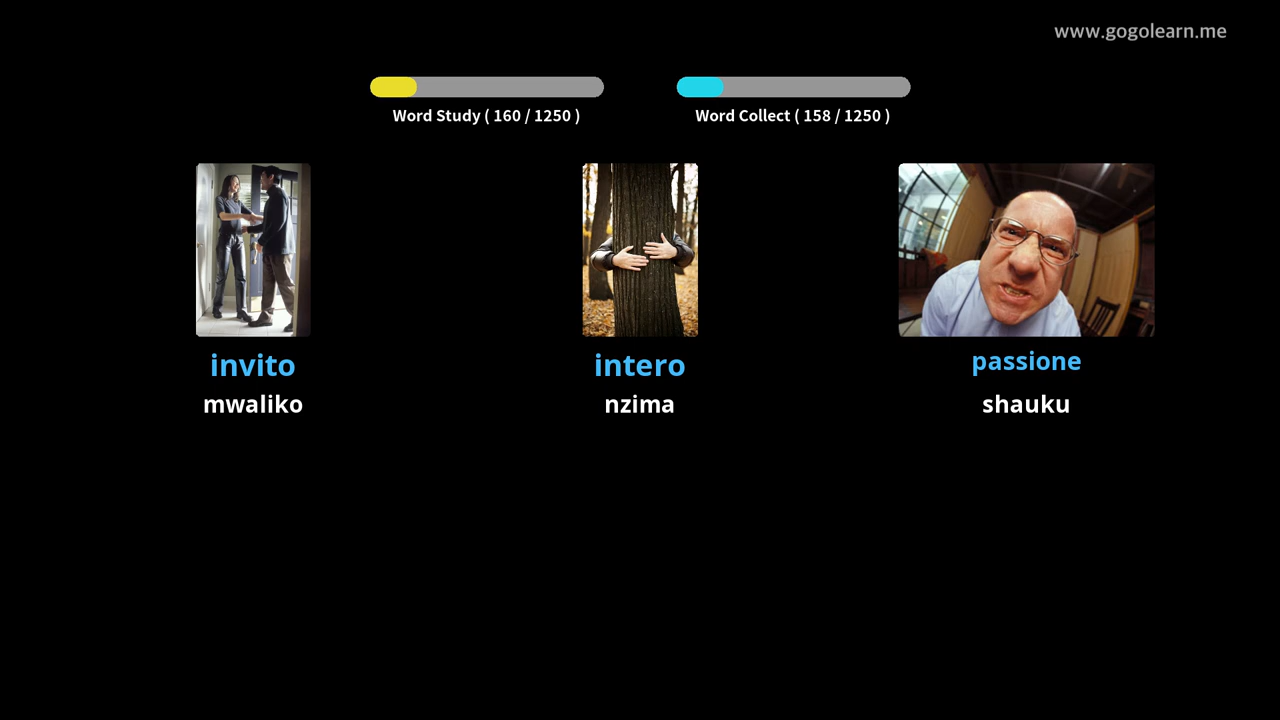 www.gogolearn.me
Word Study ( 160 / 1250 )
Word Collect ( 158 / 1250 )
invito
mwaliko
intero
nzima
passione
shauku